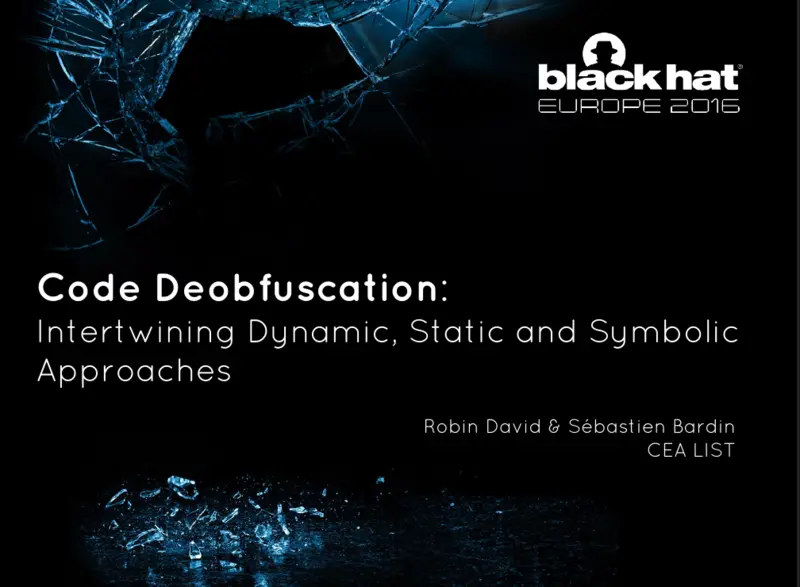 black hat®
EUROPE 2016
Code Deobfuscation:
Intertwining Dynamic, Static and Symbolic
Approaches
Robin David & Sébastien Bardin
CEA LIST